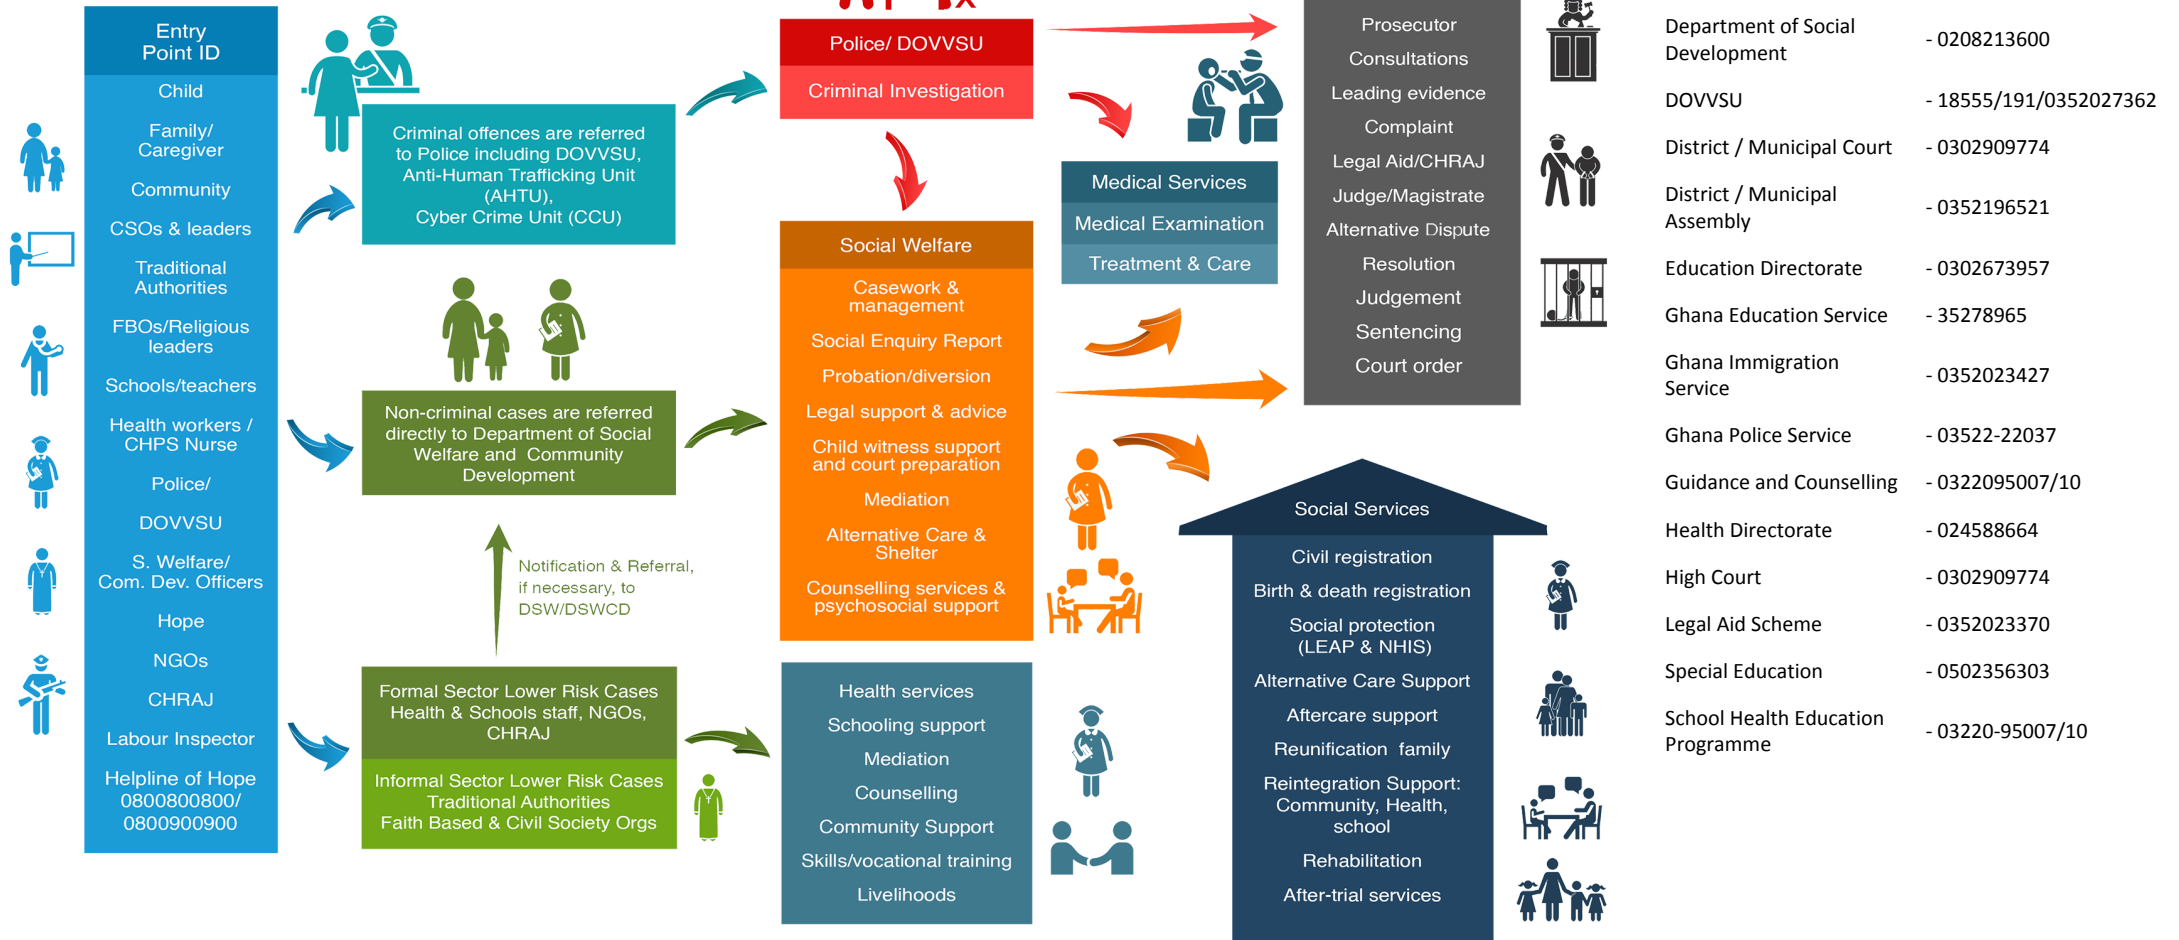 Entry
Point ID
Child
Family/
Caregiver
Community
CSOs & leaders
Traditional
Authorities
FBOs/Religious
leaders
Schools/teachers
Health workers /
CHPS Nurse
Police/
DOVVSU
S. Welfare/
Com. Dev. Officers
Hope
NGOs
CHRAJ
Labour Inspector
Helpline of Hope
0800800800/
0800900900
Criminal offences are referred
to Police including DOVVSU,
Anti-Human Trafficking Unit
(AHTU),
Cyber Crime Unit (CCU)
Non-criminal cases are referred
directly to Department of Social
Welfare and Community
Development
Notification & Referral,
if necessary, to
DSW/DSWCD
Formal Sector Lower Risk Cases
Health & Schools staff, NGOs,
CHRAJ
Informal Sector Lower Risk Cases
Traditional Authorities
Faith Based & Civil Society Orgs
Police/ DOVVSU
Criminal Investigation
Social Welfare
Casework &
management
Social Enquiry Report
Probation/diversion
Legal support & advice
Child witness support
and court preparation
Mediation
Alternative Care &
Shelter
Counselling services &
psychosocial support
Health services
Schooling support
Mediation
Counselling
Community Support
Skills/vocational training
Livelihoods
Medical Services
Medical Examination
Treatment & Care
Prosecutor
Consultations
Leading evidence
Complaint
Legal Aid/CHRAJ
Judge/Magistrate
Alternative Dispute
Resolution
Judgement
Sentencing
Court order
Social Services
Civil registration
Birth & death registration
Social protection
(LEAP & NHIS)
Alternative Care Support
Aftercare support
Reunification family
Reintegration Support:
Community, Health,
school
Rehabilitation
After-trial services
Department of Social
Development - 0208213600
DOVVSU - 18555/191/0352027362
District / Municipal Court - 0302909774
District / Municipal
Assembly - 0352196521
Education Directorate - 0302673957
Ghana Education Service - 35278965
Ghana Immigration
Service - 0352023427
Ghana Police Service - 03522-22037
Guidance and Counselling - 0322095007/10
Health Directorate - 024588664
High Court - 0302909774
Legal Aid Scheme - 0352023370
Special Education - 0502356303
School Health Education
Programme - 03220-95007/10